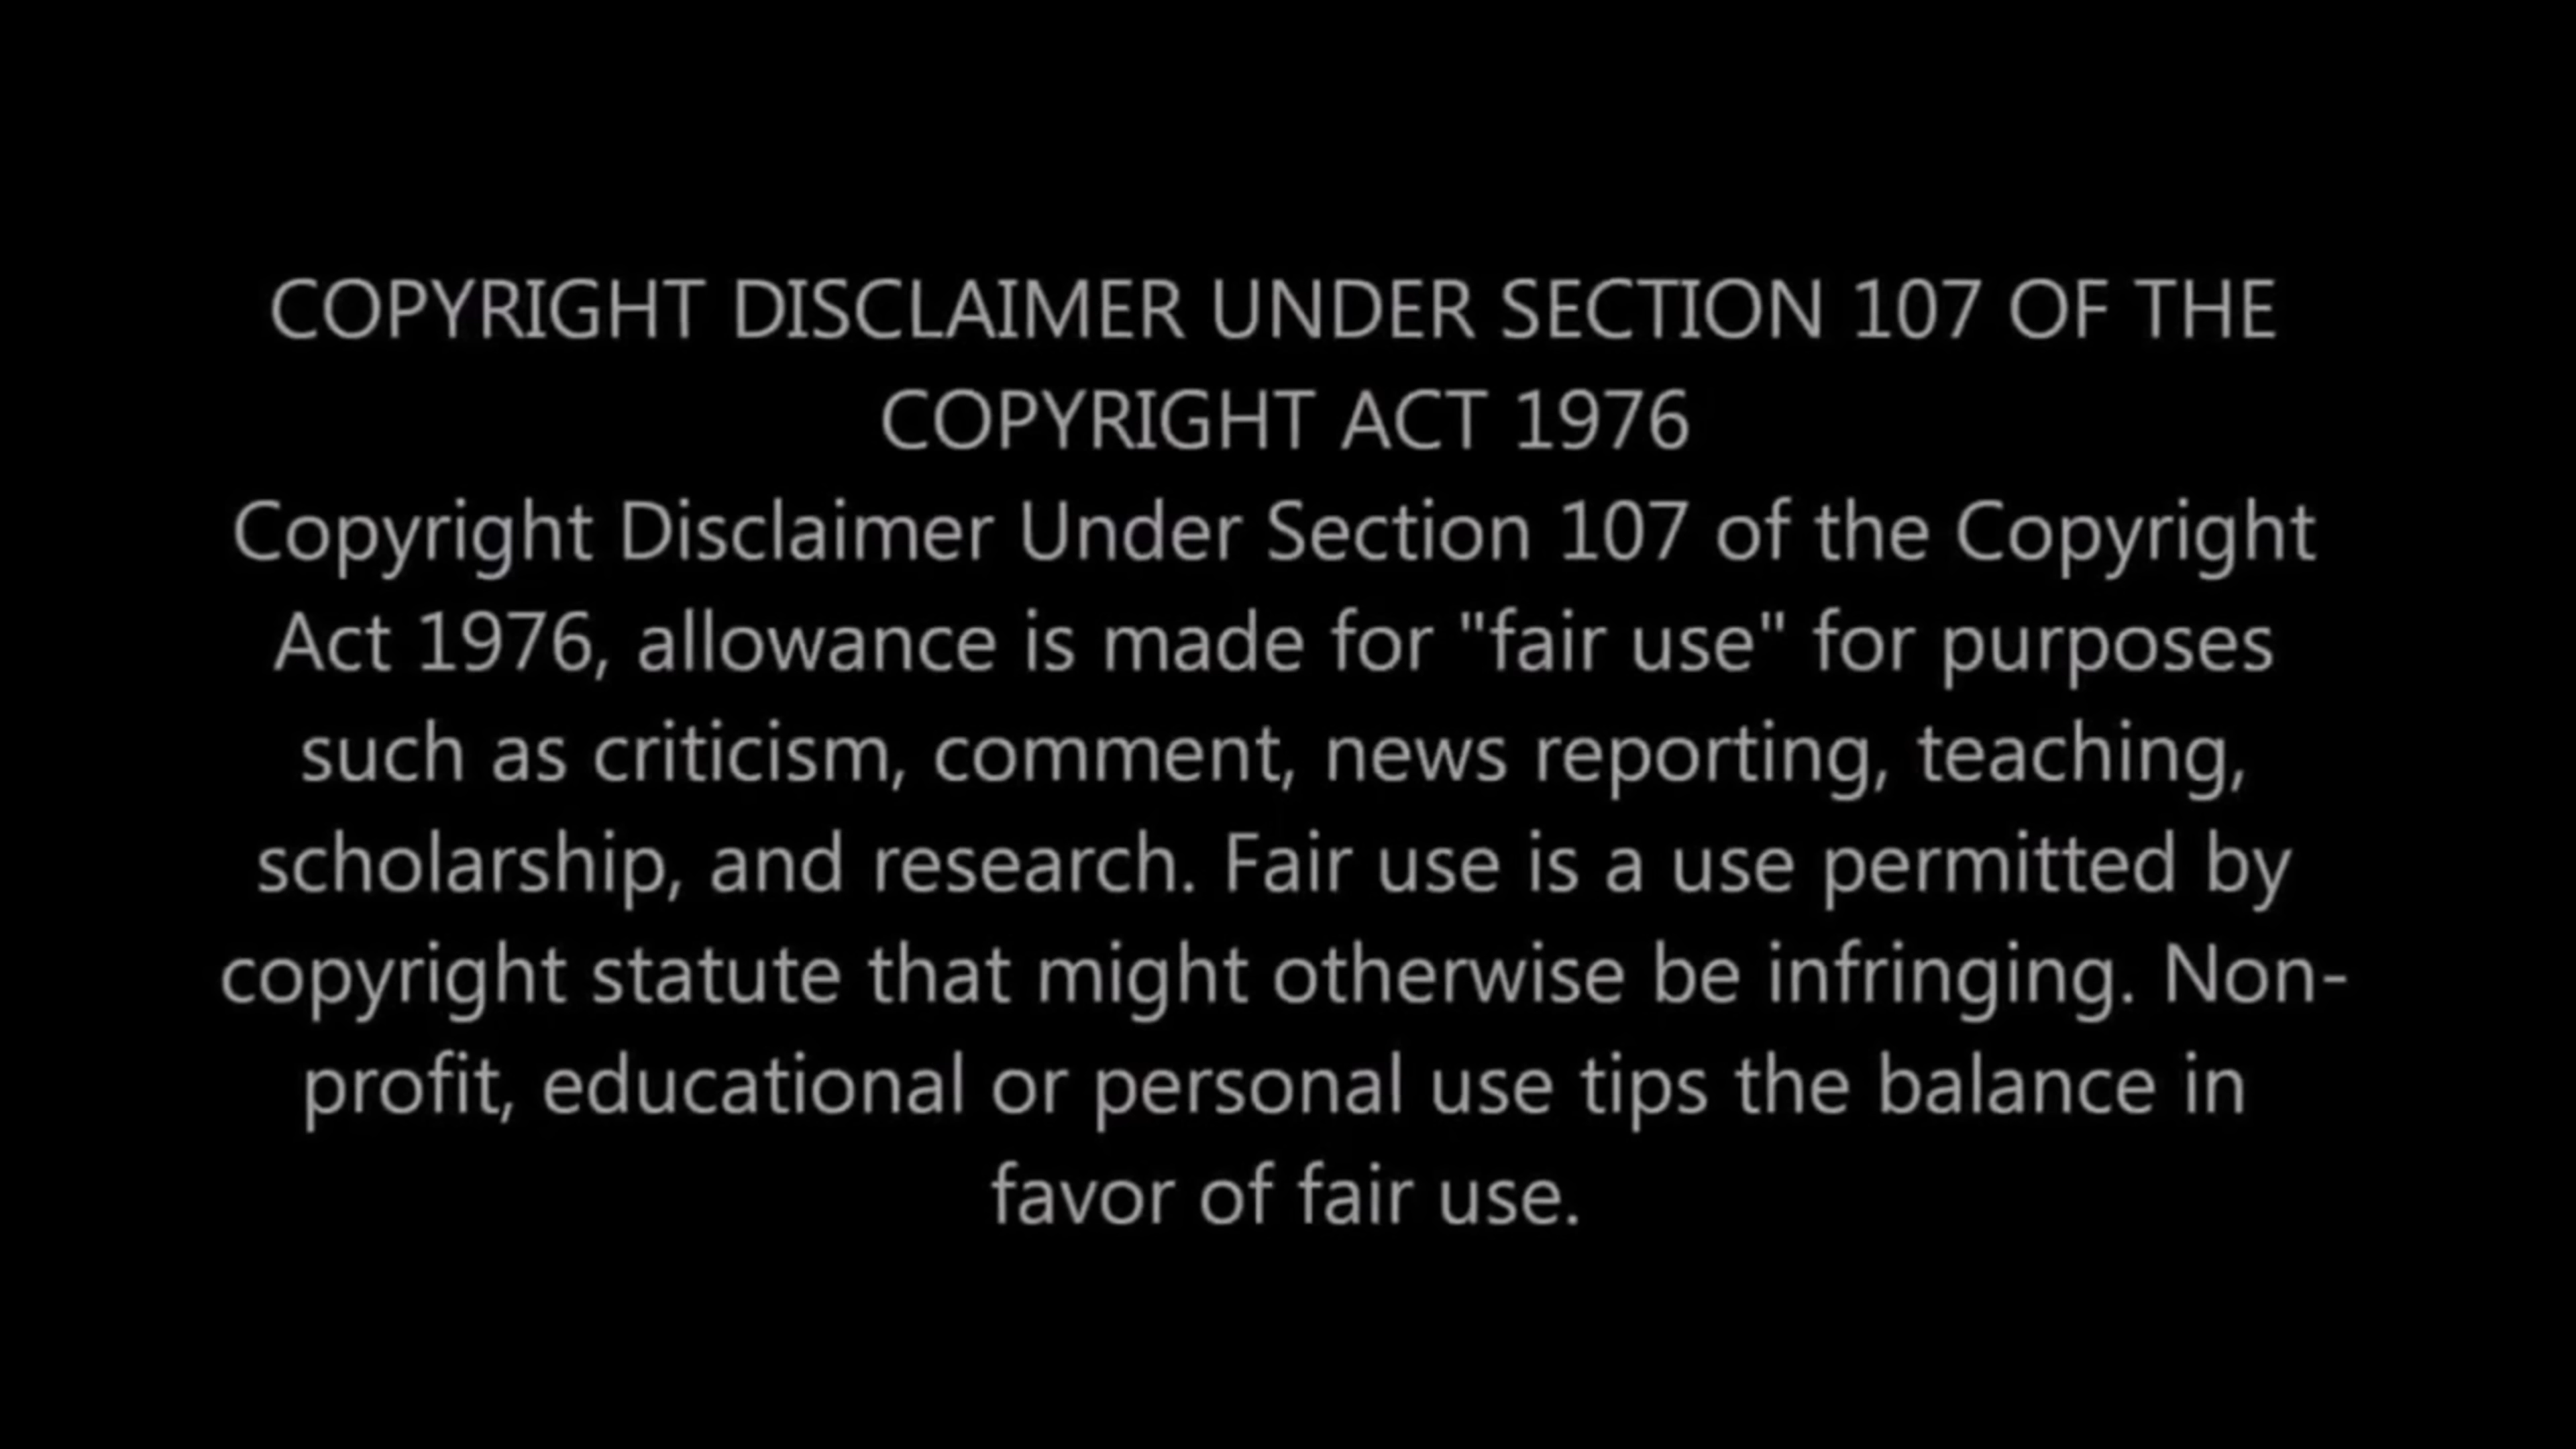 COPYRIGHT DISCLAIMER UNDER SECTION 107 OF THE
COPYRIGHT ACT 1976
Copyright Disclaimer Under Section 107 of the Copyright
Act 1976, allowance is made for "fair use" for purposes
such as criticism, comment, news reporting, teaching,
scholarship, and research. Fair use is a use permitted by
copyright statute that might otherwise be infringing. Non-
profit, educational or personal use tips the balance in
favor of fair use.